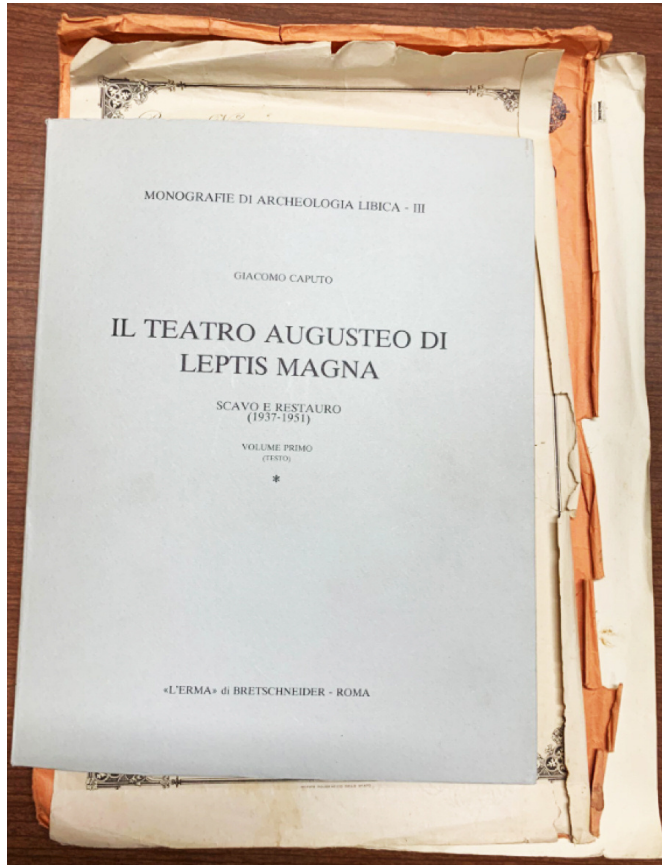 MONOGRAFIE DI ARCHEOLOGIA LIBICA - III
GIACOMO CAPUTO
IL TEATRO AUGUSTEO DI
LEPTIS MAGNA
SCAVO E RESTAURO
(1937-1951)
VOLUME PRIMO
(TESTO)
*
«L'ERMA» di BRETSCHNEIDER - ROMA